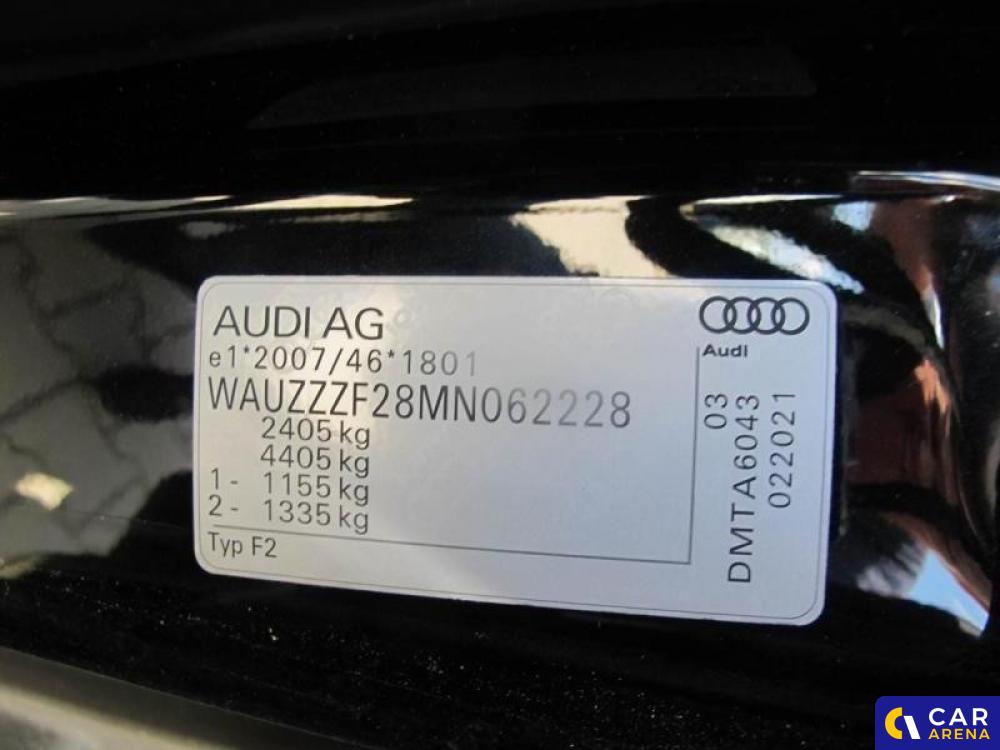 AUDI AG
e1*2007/46*1801
WAUZZZF28MN062228
2405 kg
4405 kg
1 - 1155 kg
2 - 1335 kg
Typ F2
Audi
03
DMTA6043
022021
CAR
ARENA